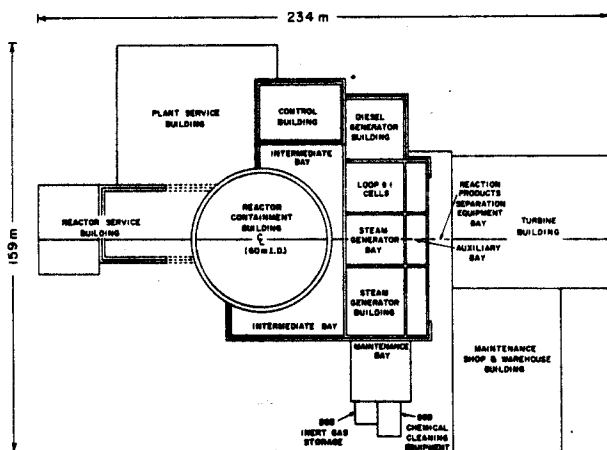 234 m
159 m
PLANT SERVICE
BUILDING
CONTROL
BUILDING
DIESEL
GENERATOR
BUILDING
INTERMEDIATE
BAY
LOOP
CELLS
REACTION
PRODUCTS
SEPARATION
EQUIPMENT
BAY
REACTOR SERVICE
BUILDING
REACTOR
CONTAINMENT
BUILDING
℄
(60 m I.D.)
STEAM
GENERATOR
BAY
TURBINE
BUILDING
AUXILIARY
BAY
STEAM
GENERATOR
BUILDING
INTERMEDIATE BAY
MAINTENANCE
BAY
MAINTENANCE
SHOP & WAREHOUSE
BUILDING
INERT GAS
STORAGE
CHEMICAL
CLEANING
EQUIPMENT